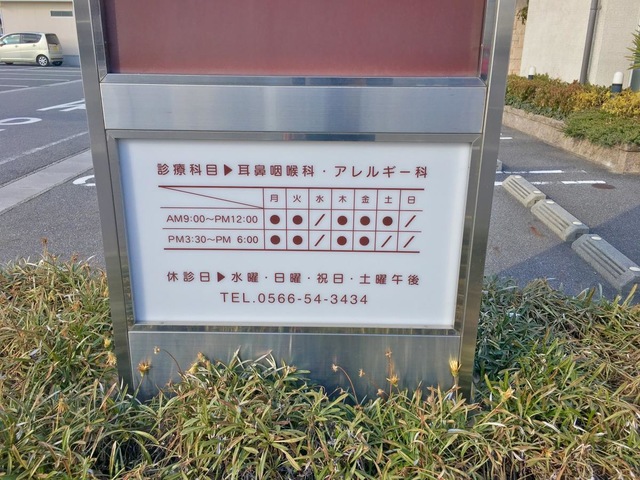 診療科目▶耳鼻咽喉科・アレルギー科
月 火 水 木 金 土 日
AM9:00～PM12:00 ● ● / ● ● ● /
PM3:30～PM 6:00 ● ● / ● ● / /
休診日▶水曜・日曜・祝日・土曜午後
TEL.0566-54-3434